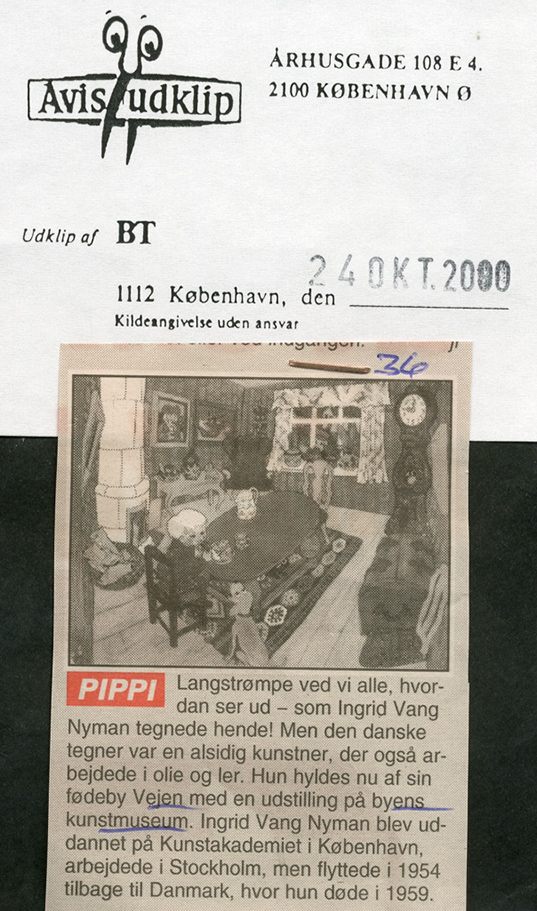 Avisudklip
ÅRHUSGADE 108 E 4.
2100 KØBENHAVN Ø
Udklip af BT
24 OKT. 2000
1112 København, den
Kildeangivelse uden ansvar
indgangen.
36
PIPPI Langstrømpe ved vi alle, hvor-
dan ser ud – som Ingrid Vang
Nyman tegnede hende! Men den danske
tegner var en alsidig kunstner, der også ar-
bejdede i olie og ler. Hun hyldes nu af sin
fødeby Vejen med en udstilling på byens
kunstmuseum. Ingrid Vang Nyman blev ud-
dannet på Kunstakademiet i København,
arbejdede i Stockholm, men flyttede i 1954
tilbage til Danmark, hvor hun døde i 1959.